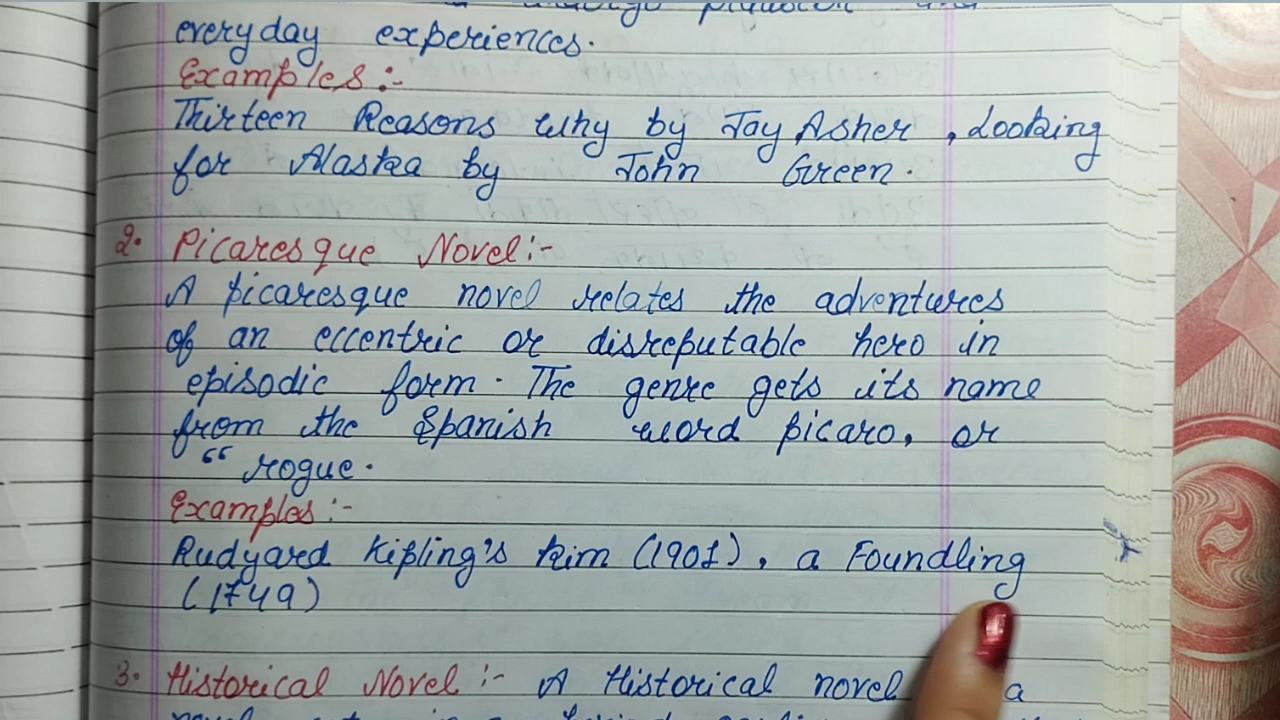 everyday experiences.
Examples:-
Thirteen Reasons Why by Jay Asher, Looking
for Alaska by John Green.
2. Picaresque Novel:-
A picaresque novel relates the adventures
of an eccentric or disreputable hero in
episodic form. The genre gets its name
from the Spanish word picaro, or
“ rogue.
Examples:-
Rudyard Kipling's Kim (1901), a Foundling
(1749)
3. Historical Novel:- A Historical novel a